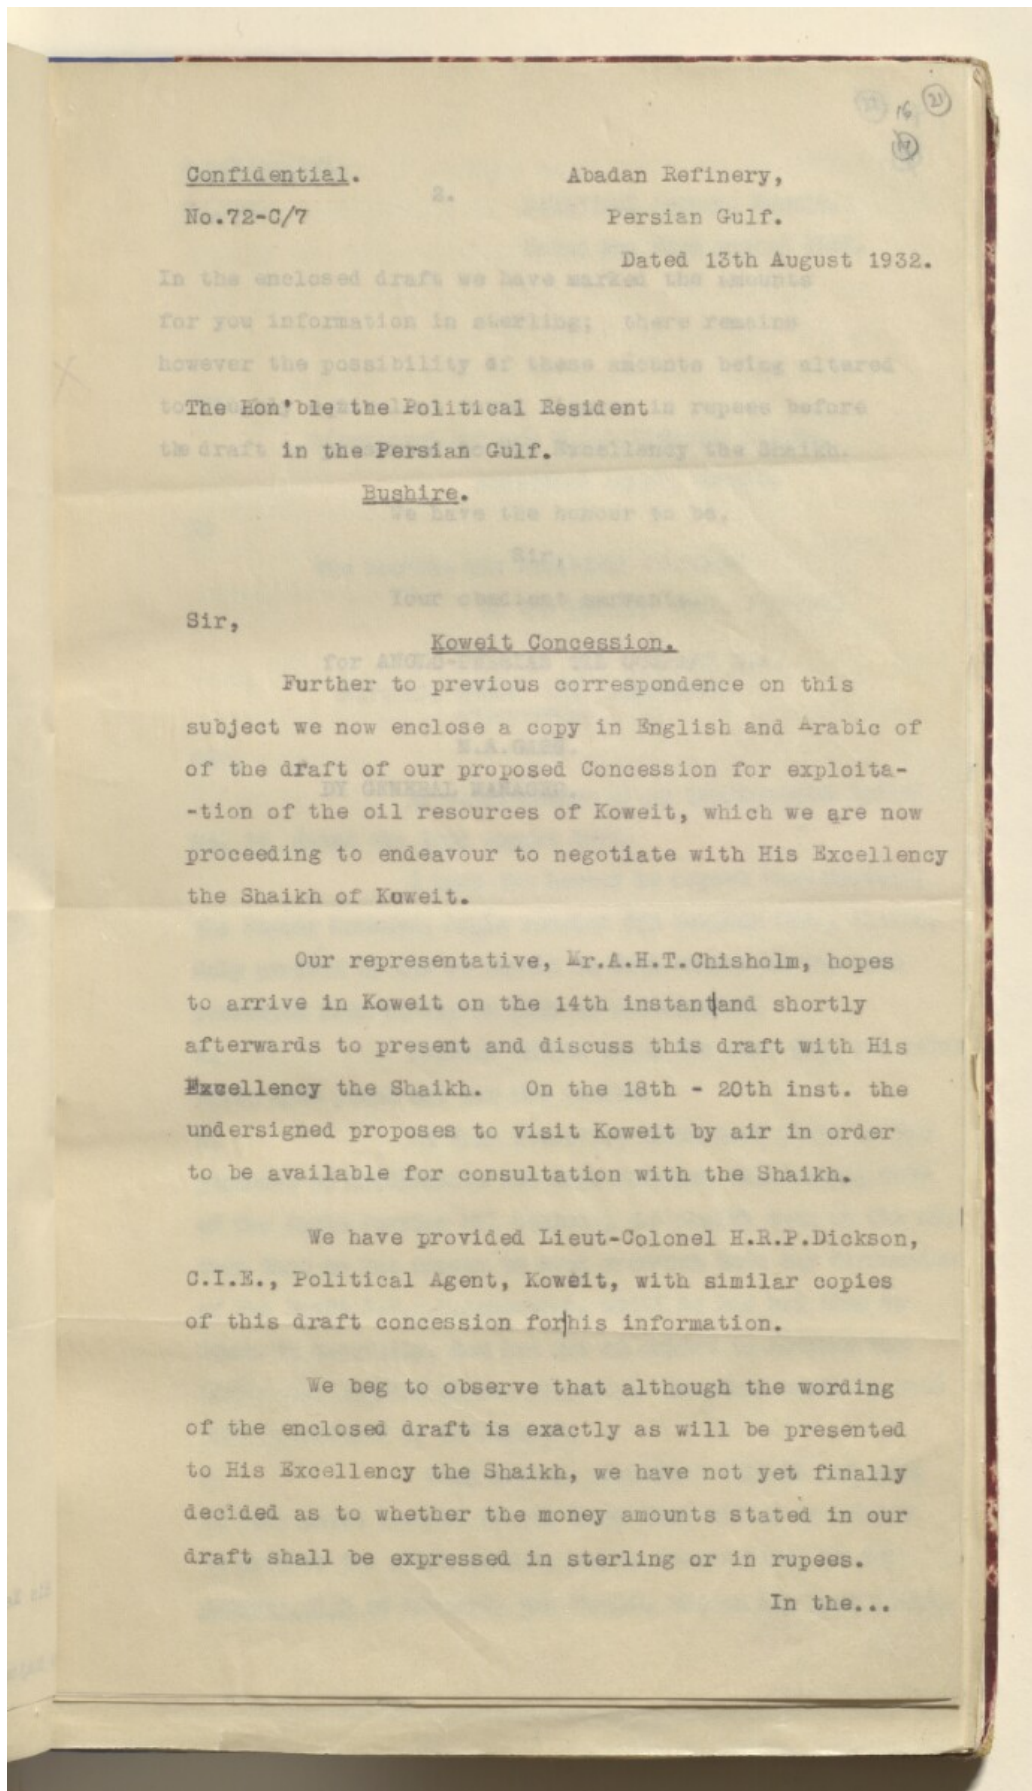 21
16
Confidential.
Abadan Refinery,
No.72-C/7
Persian Gulf.
Dated 13th August 1932.
The Hon'ble the Political Resident
in the Persian Gulf.
Bushire.
Sir,
Koweit Concession.
Further to previous correspondence on this
subject we now enclose a copy in English and Arabic of
of the draft of our proposed Concession for exploita-
-tion of the oil resources of Koweit, which we are now
proceeding to endeavour to negotiate with His Excellency
the Shaikh of Koweit.
Our representative, Mr.A.H.T.Chisholm, hopes
to arrive in Koweit on the 14th instant and shortly
afterwards to present and discuss this draft with His
Excellency the Shaikh. On the 18th - 20th inst. the
undersigned proposes to visit Koweit by air in order
to be available for consultation with the Shaikh.
We have provided Lieut-Colonel H.R.P.Dickson,
C.I.E., Political Agent, Koweit, with similar copies
of this draft concession for his information.
We beg to observe that although the wording
of the enclosed draft is exactly as will be presented
to His Excellency the Shaikh, we have not yet finally
decided as to whether the money amounts stated in our
draft shall be expressed in sterling or in rupees.
In the...